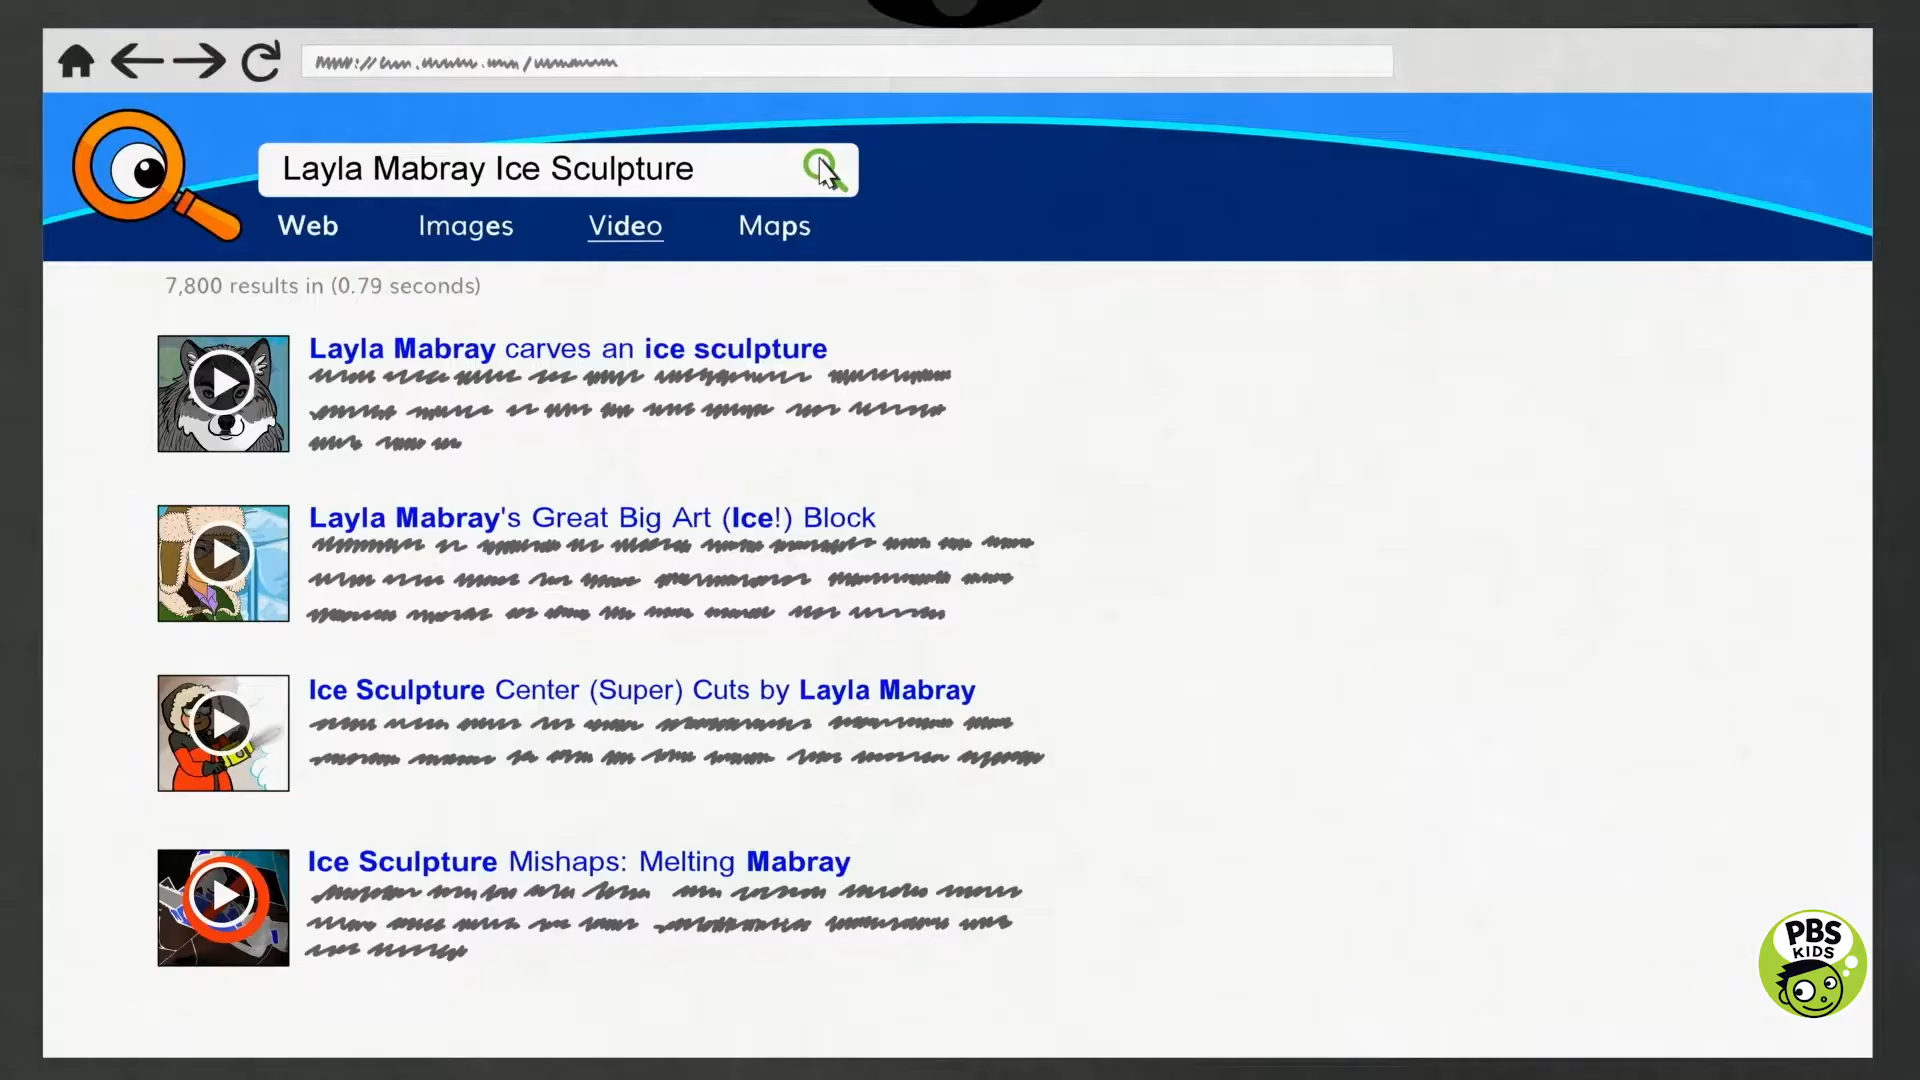 Layla Mabray Ice Sculpture
Web Images Video Maps
7,800 results in (0.79 seconds)
Layla Mabray carves an ice sculpture
Layla Mabray's Great Big Art (Ice!) Block
Ice Sculpture Center (Super) Cuts by Layla Mabray
Ice Sculpture Mishaps: Melting Mabray
PBS
KIDS